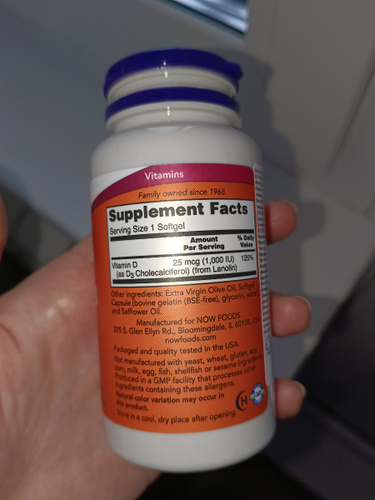 Vitamins
Family owned since 1968.
Supplement Facts
Serving Size 1 Softgel
Amount Per Serving
% Daily Value
Vitamin D 25 mcg (1,000 IU) 125%
(as D3 Cholecalciferol) (from Lanolin)
Other ingredients: Extra Virgin Olive Oil, Softgel
Capsule (bovine gelatin (BSE-free), glycerin, water)
and Safflower Oil.
Manufactured for NOW FOODS
395 S. Glen Ellyn Rd., Bloomingdale, IL 60108, USA
nowfoods.com
Packaged and quality tested in the USA.
Not manufactured with yeast, wheat, gluten, soy,
corn, milk, egg, fish, shellfish or sesame ingredients.
Produced in a GMP facility that processes other
ingredients containing these allergens.
Natural color variation may occur in
this product.
Store in a cool, dry place after opening.